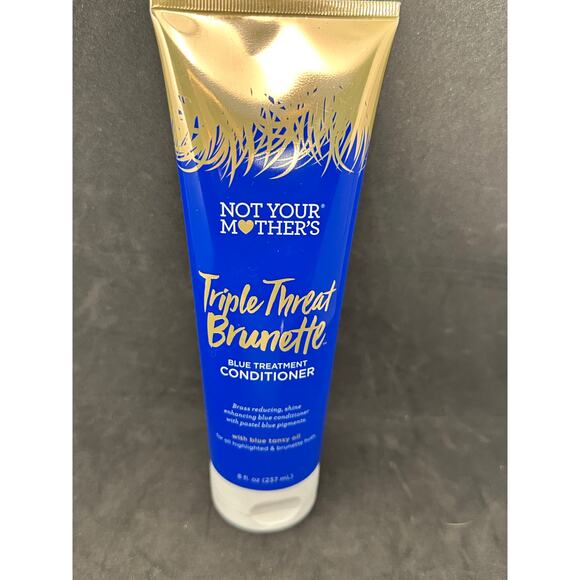 NOT YOUR®
MOTHER'S
Triple Threat
Brunette™
BLUE TREATMENT
CONDITIONER
Brass reducing, shine
enhancing blue conditioner
with pastel blue pigments
with blue tansy oil
for all highlighted & brunette hues
8 fl. oz (237 mL)